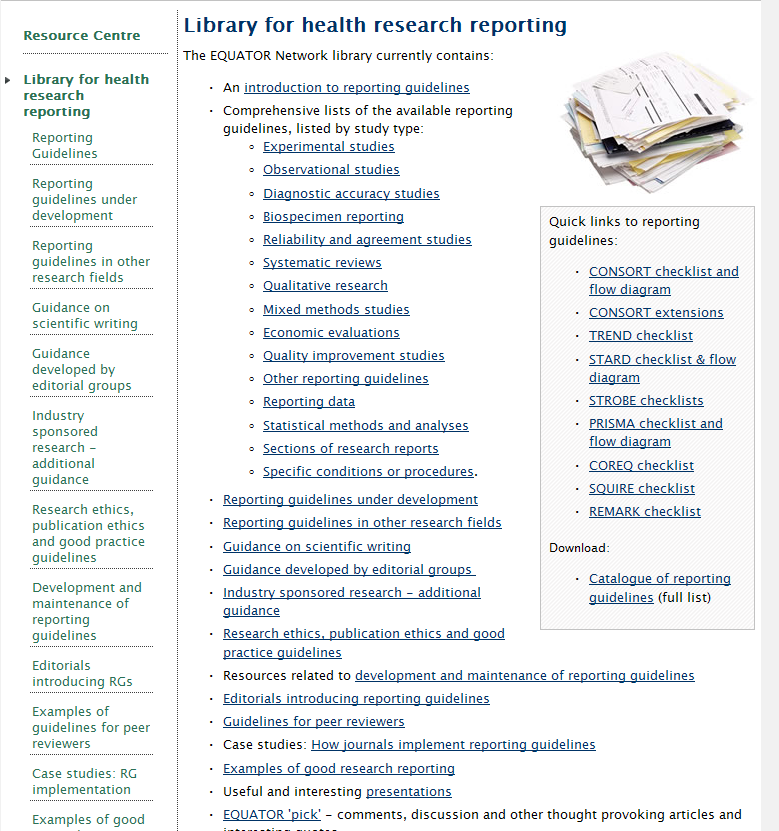 Resource Centre
Library for health
research
reporting
Reporting
Guidelines
Reporting
guidelines under
development
Reporting
guidelines in other
research fields
Guidance on
scientific writing
Guidance
developed by
editorial groups
Industry
sponsored
research –
additional
guidance
Research ethics,
publication ethics
and good practice
guidelines
Development and
maintenance of
reporting
guidelines
Editorials
introducing RGs
Examples of
guidelines for peer
reviewers
Case studies: RG
implementation
Examples of good
Library for health research reporting
The EQUATOR Network library currently contains:
· An introduction to reporting guidelines
· Comprehensive lists of the available reporting
guidelines, listed by study type:
◦ Experimental studies
◦ Observational studies
◦ Diagnostic accuracy studies
◦ Biospecimen reporting
◦ Reliability and agreement studies
◦ Systematic reviews
◦ Qualitative research
◦ Mixed methods studies
◦ Economic evaluations
◦ Quality improvement studies
◦ Other reporting guidelines
◦ Reporting data
◦ Statistical methods and analyses
◦ Sections of research reports
◦ Specific conditions or procedures.
· Reporting guidelines under development
· Reporting guidelines in other research fields
· Guidance on scientific writing
· Guidance developed by editorial groups
· Industry sponsored research – additional
guidance
· Research ethics, publication ethics and good
practice guidelines
· Resources related to development and maintenance of reporting guidelines
· Editorials introducing reporting guidelines
· Guidelines for peer reviewers
· Case studies: How journals implement reporting guidelines
· Examples of good research reporting
· Useful and interesting presentations
· EQUATOR 'pick' – comments, discussion and other thought provoking articles and
interesting quotes
Quick links to reporting
guidelines:
· CONSORT checklist and
flow diagram
· CONSORT extensions
· TREND checklist
· STARD checklist & flow
diagram
· STROBE checklists
· PRISMA checklist and
flow diagram
· COREQ checklist
· SQUIRE checklist
· REMARK checklist
Download:
· Catalogue of reporting
guidelines (full list)